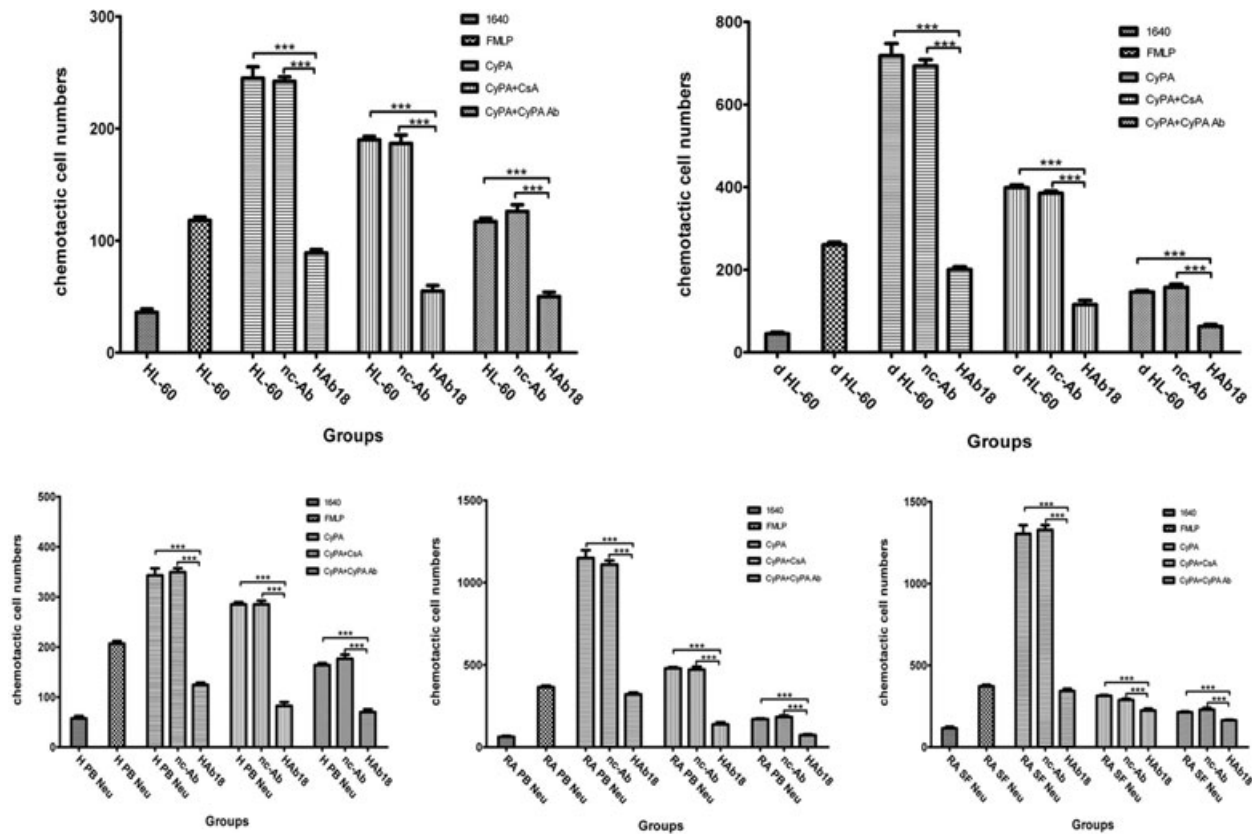 300
200
100
0
chemotactic cell numbers
1640
FMLP
CyPA
CyPA+CsA
CyPA+CyPA Ab
***
***
***
***
***
***
HL-60
HL-60
HL-60
nc-Ab
HAb18
HL-60
nc-Ab
HAb18
HL-60
nc-Ab
HAb18
Groups
800
600
400
200
0
chemotactic cell numbers
1640
FMLP
CyPA
CyPA+CsA
CyPA+CyPA Ab
***
***
***
***
***
***
d HL-60
d HL-60
d HL-60
nc-Ab
HAb18
d HL-60
nc-Ab
HAb18
d HL-60
nc-Ab
HAb18
Groups
500
400
300
200
100
0
chemotactic cell numbers
1640
FMLP
CyPA
CyPA+CsA
CyPA+CyPA Ab
***
***
***
***
***
***
H PB Neu
H PB Neu
H PB Neu
nc-Ab
HAb18
H PB Neu
nc-Ab
HAb18
H PB Neu
nc-Ab
HAb18
Groups
1500
1000
500
0
chemotactic cell numbers
1640
FMLP
CyPA
CyPA+CsA
CyPA+CyPA Ab
***
***
***
***
***
***
RA PB Neu
RA PB Neu
RA PB Neu
nc-Ab
HAb18
RA PB Neu
nc-Ab
HAb18
RA PB Neu
nc-Ab
HAb18
Groups
1500
1000
500
0
chemotactic cell numbers
1640
FMLP
CyPA
CyPA+CsA
CyPA+CyPA Ab
***
***
***
***
***
***
RA SF Neu
RA SF Neu
RA SF Neu
nc-Ab
HAb18
RA SF Neu
nc-Ab
HAb18
RA SF Neu
nc-Ab
HAb18
Groups